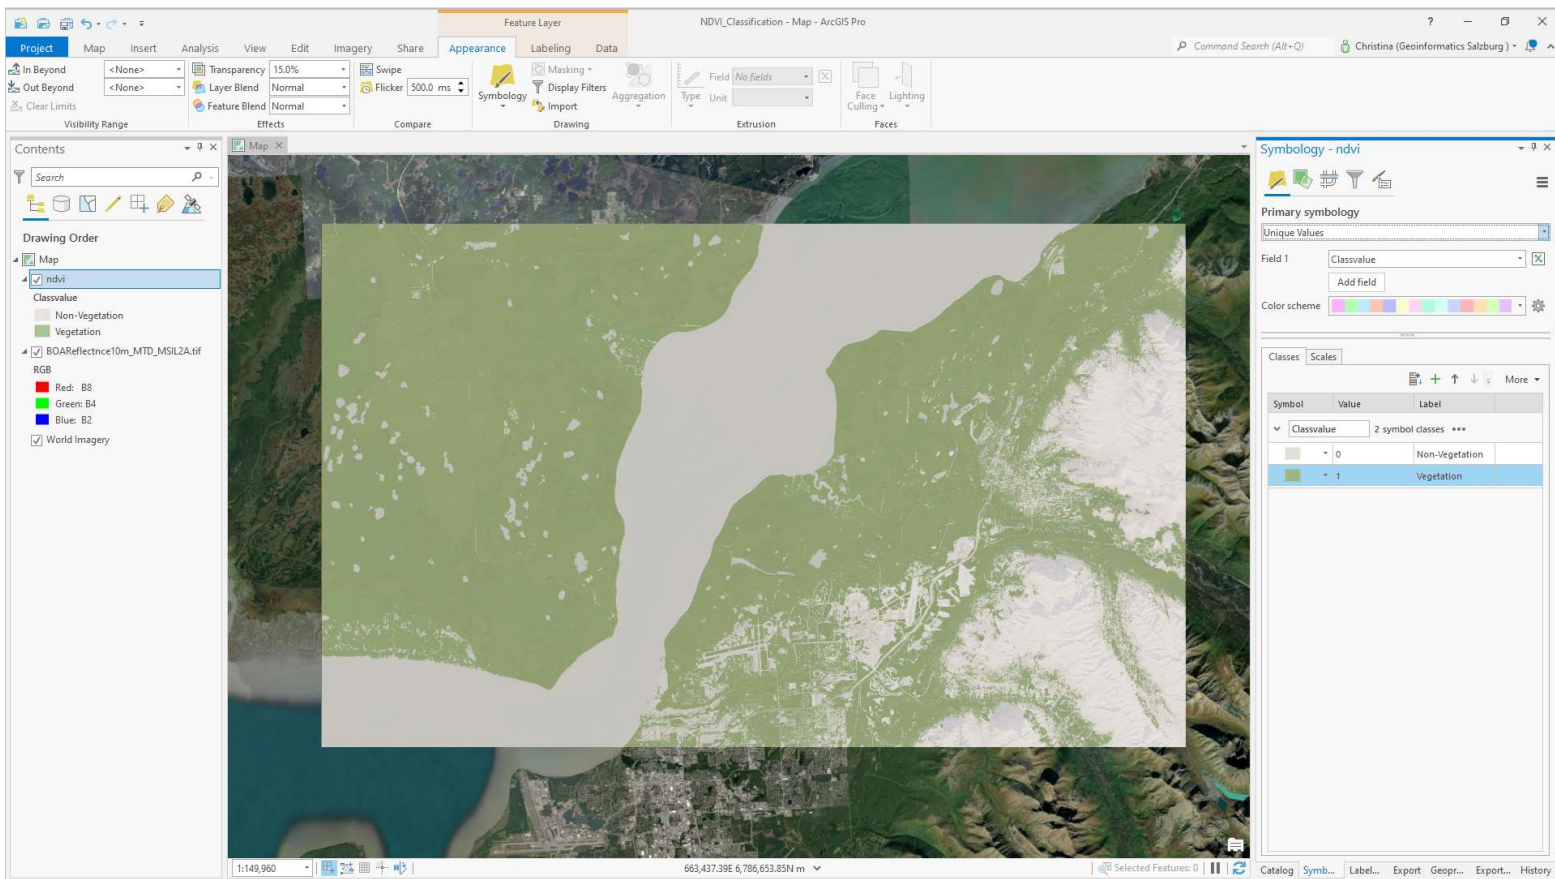 Feature Layer
NDVI_Classification - Map - ArcGIS Pro
?
Project Map Insert Analysis View Edit Imagery Share Appearance Labeling Data
Command Search (Alt+Q)
Christina (Geoinformatics Salzburg )
In Beyond <None> Transparency 15.0% Swipe
Out Beyond <None> Layer Blend Normal Flicker 500.0 ms
Clear Limits Feature Blend Normal
Symbology Masking
Display Filters
Import
Aggregation
Type Field No fields
Unit
Face Culling Lighting
Visibility Range Effects Compare Drawing Extrusion Faces
Contents
Search
Drawing Order
Map
ndvi
Classvalue
Non-Vegetation
Vegetation
BOAReflectnce10m_MTD_MSIL2A.tif
RGB
Red: B8
Green: B4
Blue: B2
World Imagery
Map
1:149,960
663,437.39E 6,786,653.85N m
Selected Features: 0
Symbology - ndvi
Primary symbology
Unique Values
Field 1 Classvalue
Add field
Color scheme
Classes Scales
More
Symbol Value Label
Classvalue 2 symbol classes
0 Non-Vegetation
1 Vegetation
Catalog Symb... Label... Export Geopr... Export... History